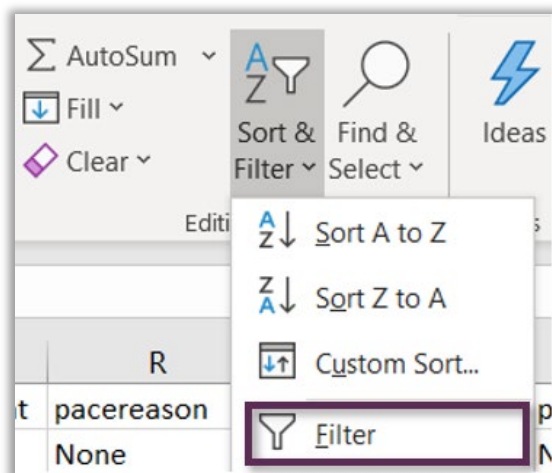 AutoSum
Fill
Clear
Sort &
Filter
Find &
Select
Ideas
Editi
Sort A to Z
Sort Z to A
Custom Sort...
Filter
R
t pacereason p
None N